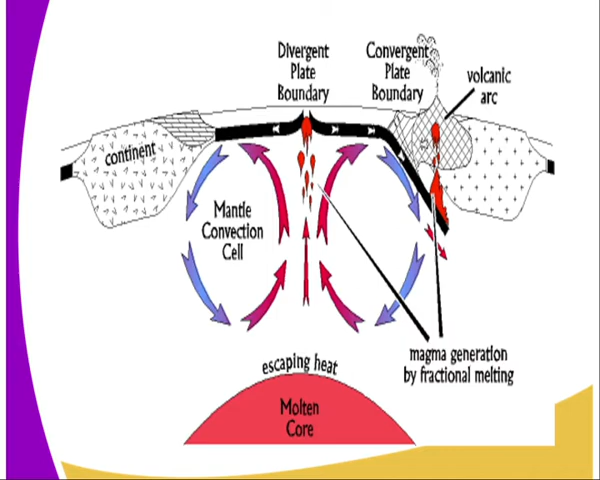 Divergent
Plate
Boundary
Convergent
Plate
Boundary
volcanic
arc
continent
Mantle
Convection
Cell
magma generation
by fractional melting
escaping heat
Molten
Core